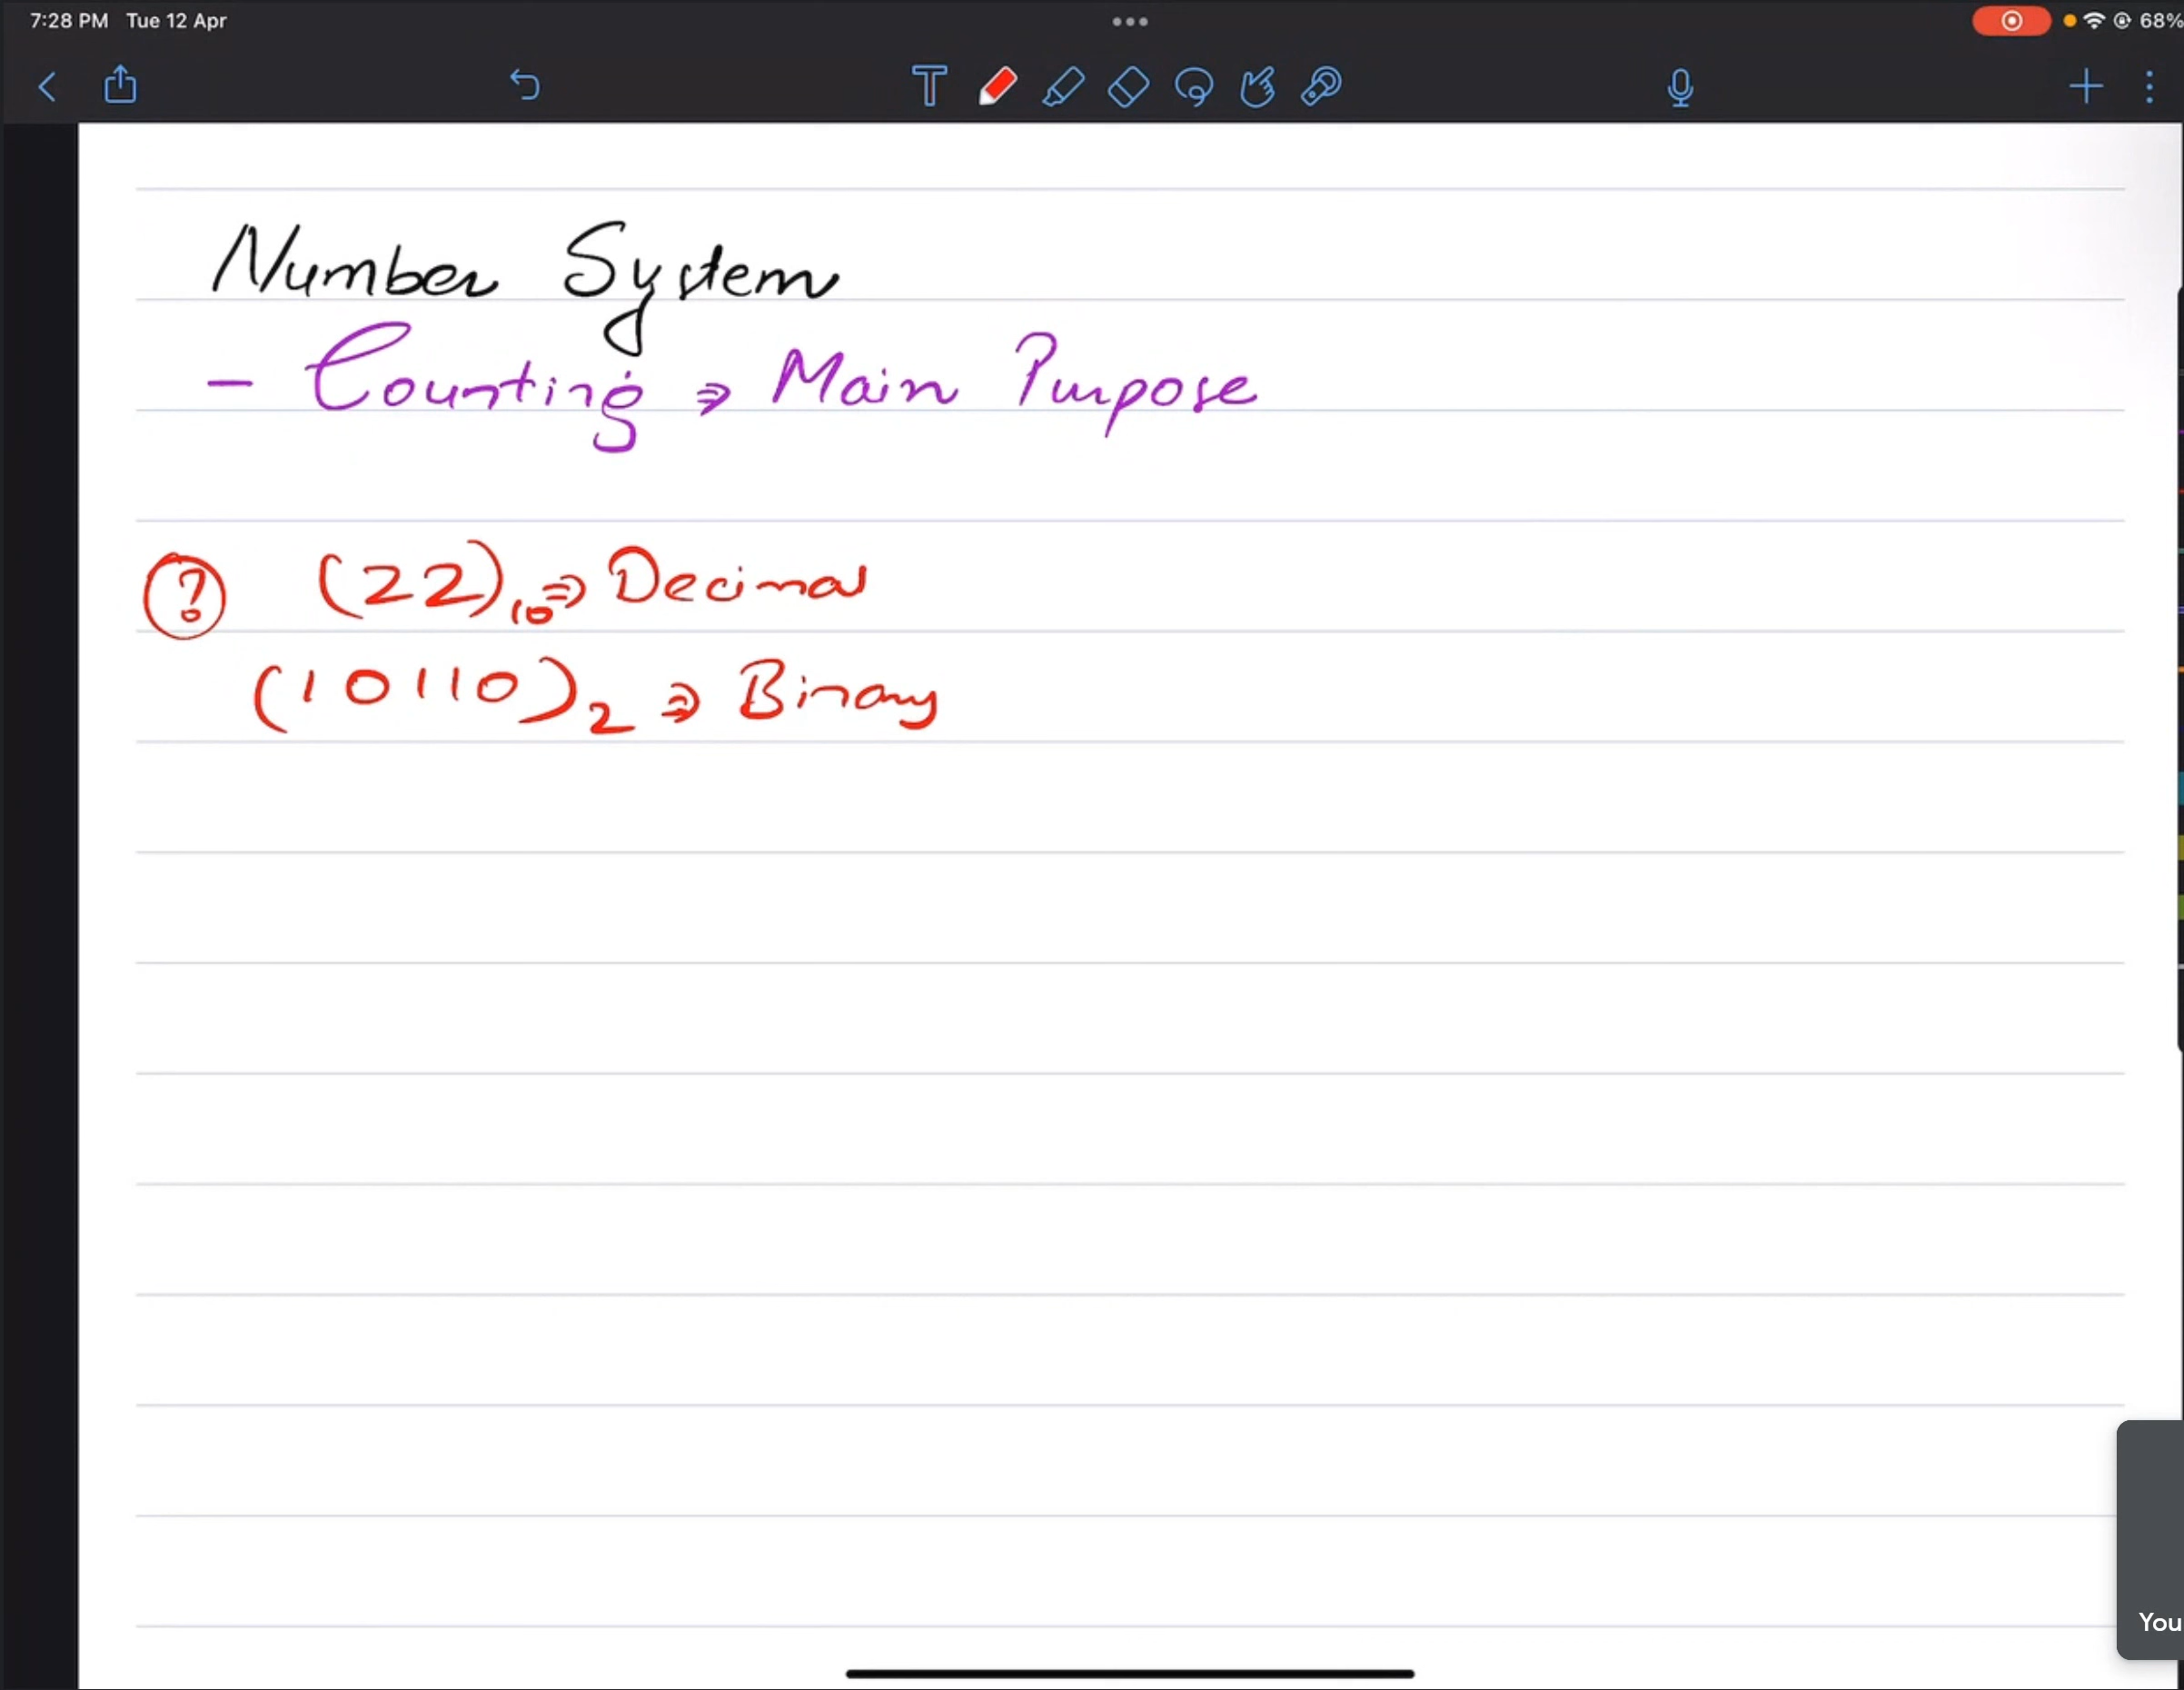 7:28 PM Tue 12 Apr
68%
Number System
- Counting ⇒ Main Purpose
? (22)₁₀ ⇒ Decimal
(10110)₂ ⇒ Binary
You